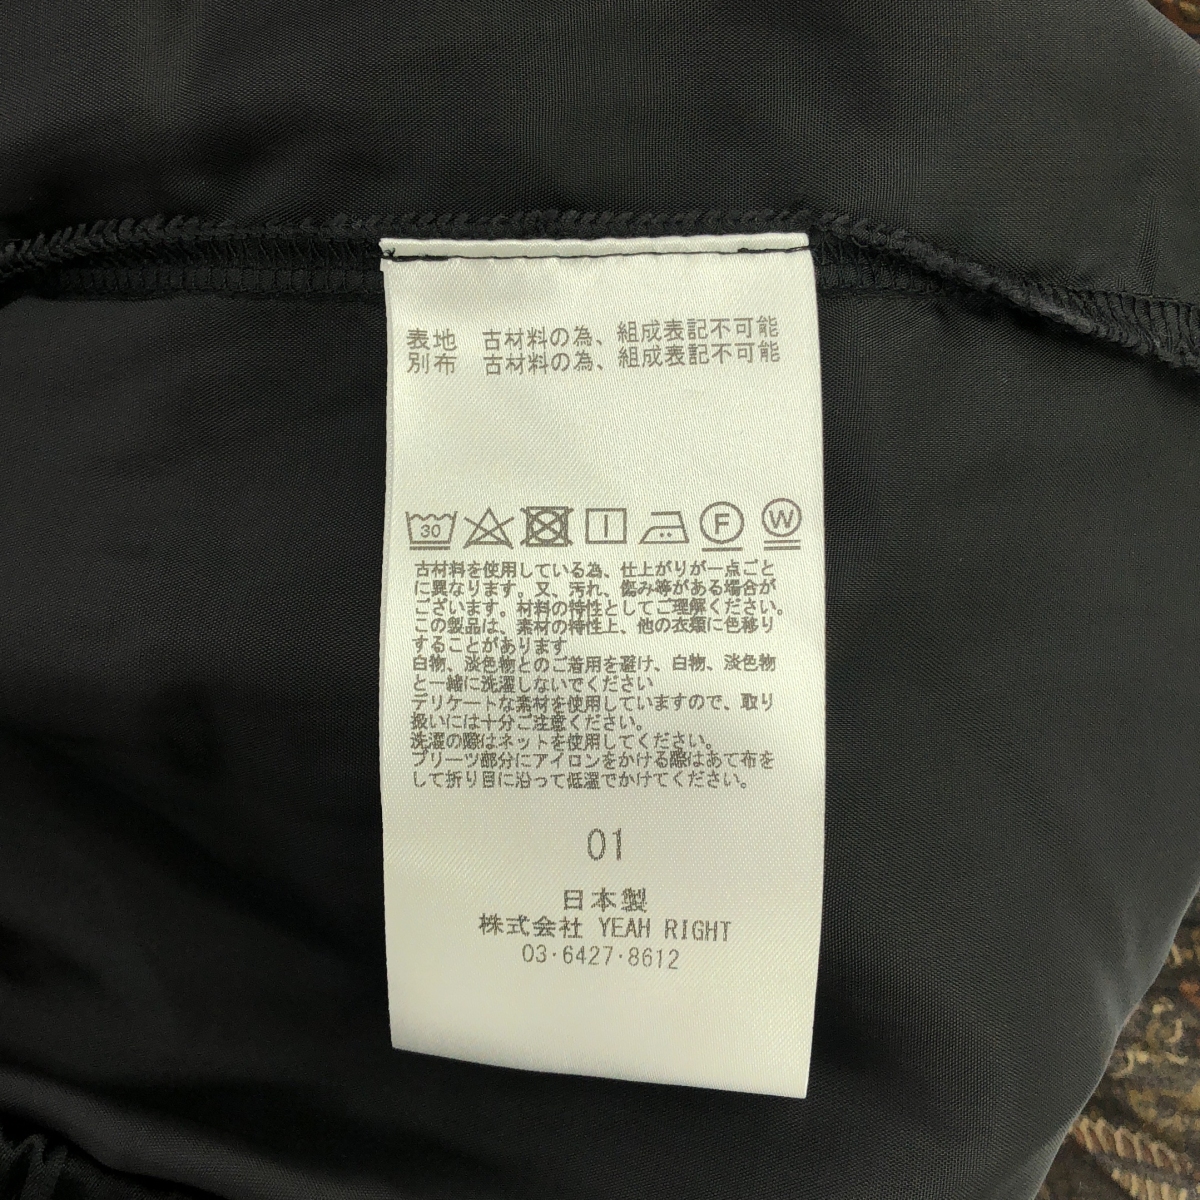 表地　古材料の為、組成表記不可能
別布　古材料の為、組成表記不可能
30 F W
古材料を使用している為、仕上がりが一点ごと
に異なります。又、汚れ、傷み等がある場合が
ございます。材料の特性としてご理解ください。
この製品は、素材の特性上、他の衣類に色移り
することがあります
白物、淡色物とのご着用を避け、白物、淡色物
と一緒に洗濯しないでください
デリケートな素材を使用していますので、取り
扱いには十分ご注意ください。
洗濯の際はネットを使用してください。
プリーツ部分にアイロンをかける際はあて布を
して折り目に沿って低温でかけてください。
01
日本製
株式会社 YEAH RIGHT
03·6427·8612